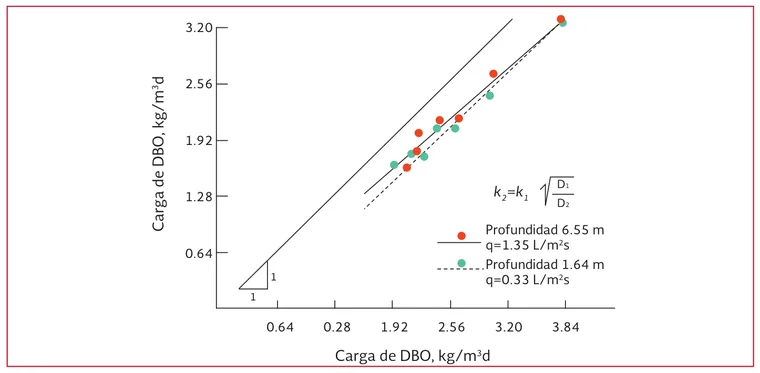 Carga de DBO, kg/m³d
3.20
2.56
1.92
1.28
0.64
1
1
k₂=k₁ √D₁/D₂
Profundidad 6.55 m
q=1.35 L/m²s
Profundidad 1.64 m
q=0.33 L/m²s
0.64 0.28 1.92 2.56 3.20 3.84
Carga de DBO, kg/m³d